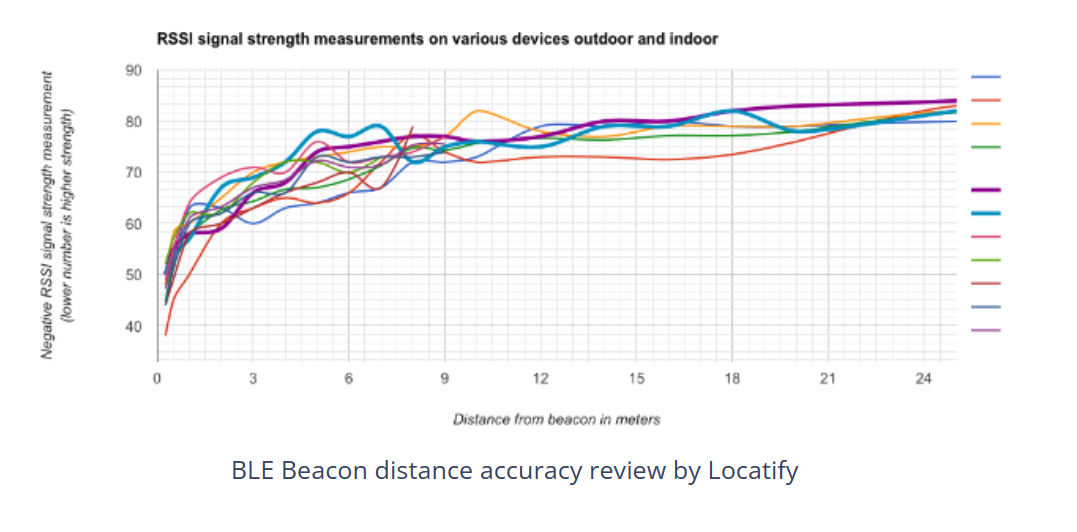 RSSI signal strength measurements on various devices outdoor and indoor
Negative RSSI signal strength measurement
(lower number is higher strength)
90
80
70
60
50
40
0 3 6 9 12 15 18 21 24
Distance from beacon in meters
BLE Beacon distance accuracy review by Locatify